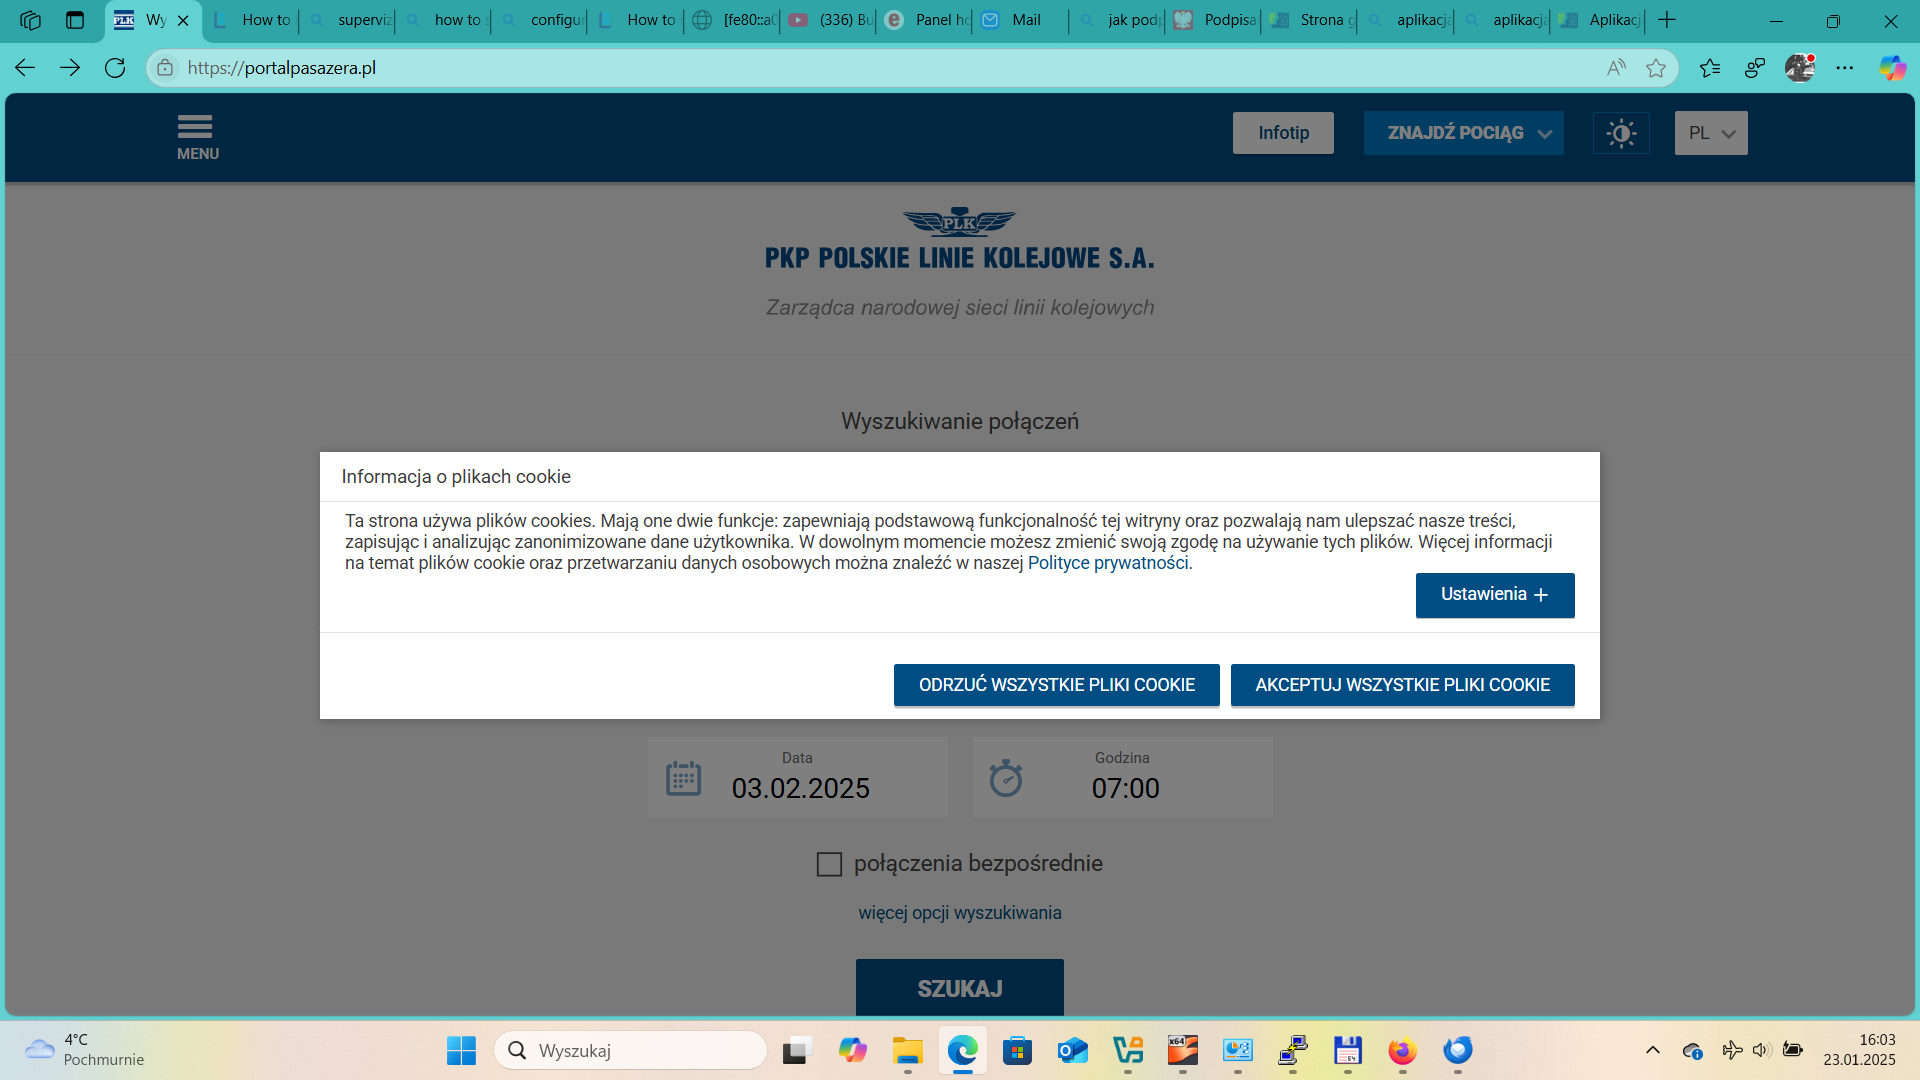 Wy
How to
superviz
how to s
configur
How to
[fe80::a0
(336) Bu
Panel ho
Mail
jak podp
Podpisa
Strona g
aplikacja
aplikacja
Aplikacj
https://portalpasazera.pl
MENU
Infotip
ZNAJDŹ POCIĄG
PL
PLK
PKP POLSKIE LINIE KOLEJOWE S.A.
Zarządca narodowej sieci linii kolejowych
Wyszukiwanie połączeń
Informacja o plikach cookie
Ta strona używa plików cookies. Mają one dwie funkcje: zapewniają podstawową funkcjonalność tej witryny oraz pozwalają nam ulepszać nasze treści,
zapisując i analizując zanonimizowane dane użytkownika. W dowolnym momencie możesz zmienić swoją zgodę na używanie tych plików. Więcej informacji
na temat plików cookie oraz przetwarzaniu danych osobowych można znaleźć w naszej Polityce prywatności.
Ustawienia +
ODRZUĆ WSZYSTKIE PLIKI COOKIE
AKCEPTUJ WSZYSTKIE PLIKI COOKIE
Data
03.02.2025
Godzina
07:00
połączenia bezpośrednie
więcej opcji wyszukiwania
SZUKAJ
4°C
Pochmurnie
Wyszukaj
x64
64
16:03
23.01.2025